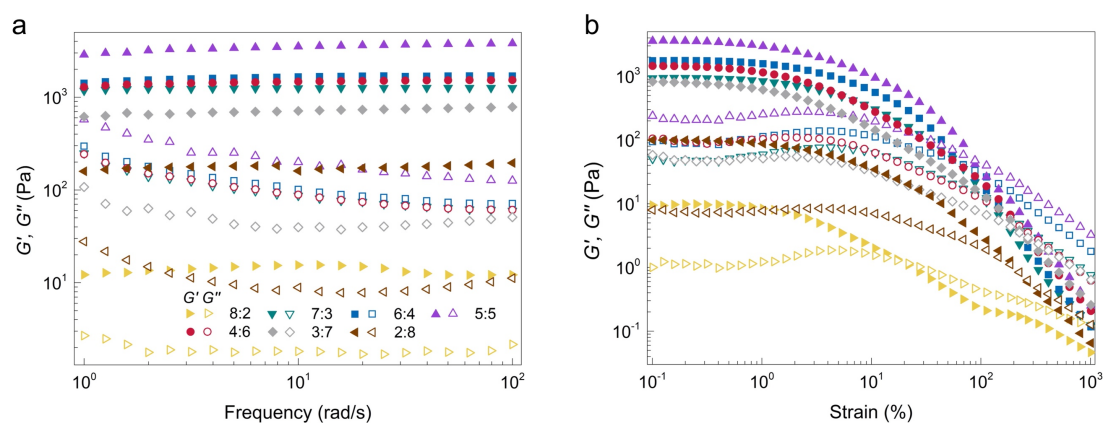 a
G′, G′′ (Pa)
10³
10²
10¹
G′ G′′
8:2 7:3 6:4 5:5
4:6 3:7 2:8
10⁰ 10¹ 10²
Frequency (rad/s)
b
G′, G′′ (Pa)
10³
10²
10¹
10⁰
10⁻¹
10⁻¹ 10⁰ 10¹ 10² 10³
Strain (%)